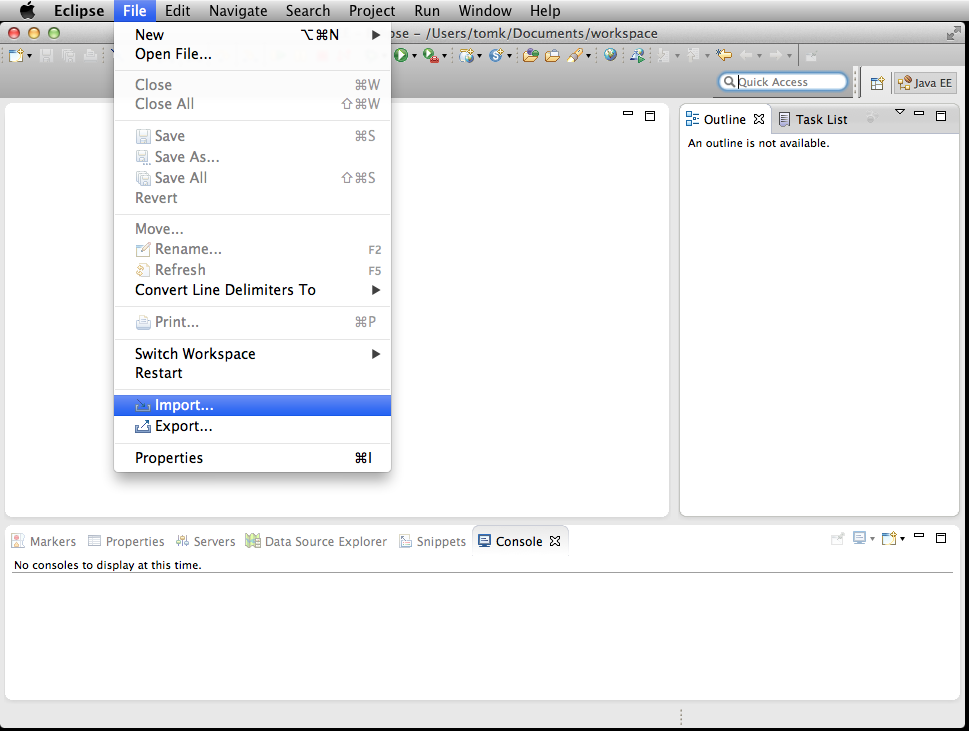 Eclipse File Edit Navigate Search Project Run Window Help
ose – /Users/tomk/Documents/workspace
New ⌥⌘N ▶
Open File...
Close ⌘W
Close All ⇧⌘W
Save ⌘S
Save As...
Save All ⇧⌘S
Revert
Move...
Rename... F2
Refresh F5
Convert Line Delimiters To ▶
Print... ⌘P
Switch Workspace ▶
Restart
Import...
Export...
Properties ⌘I
Quick Access
Java EE
Outline Task List
An outline is not available.
Markers Properties Servers Data Source Explorer Snippets Console
No consoles to display at this time.